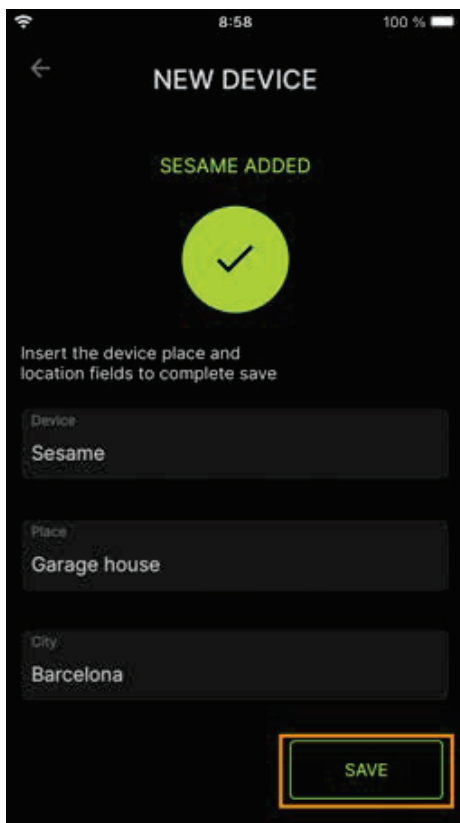 8:58
100 %
NEW DEVICE
SESAME ADDED
Insert the device place and
location fields to complete save
Device
Sesame
Place
Garage house
City
Barcelona
SAVE